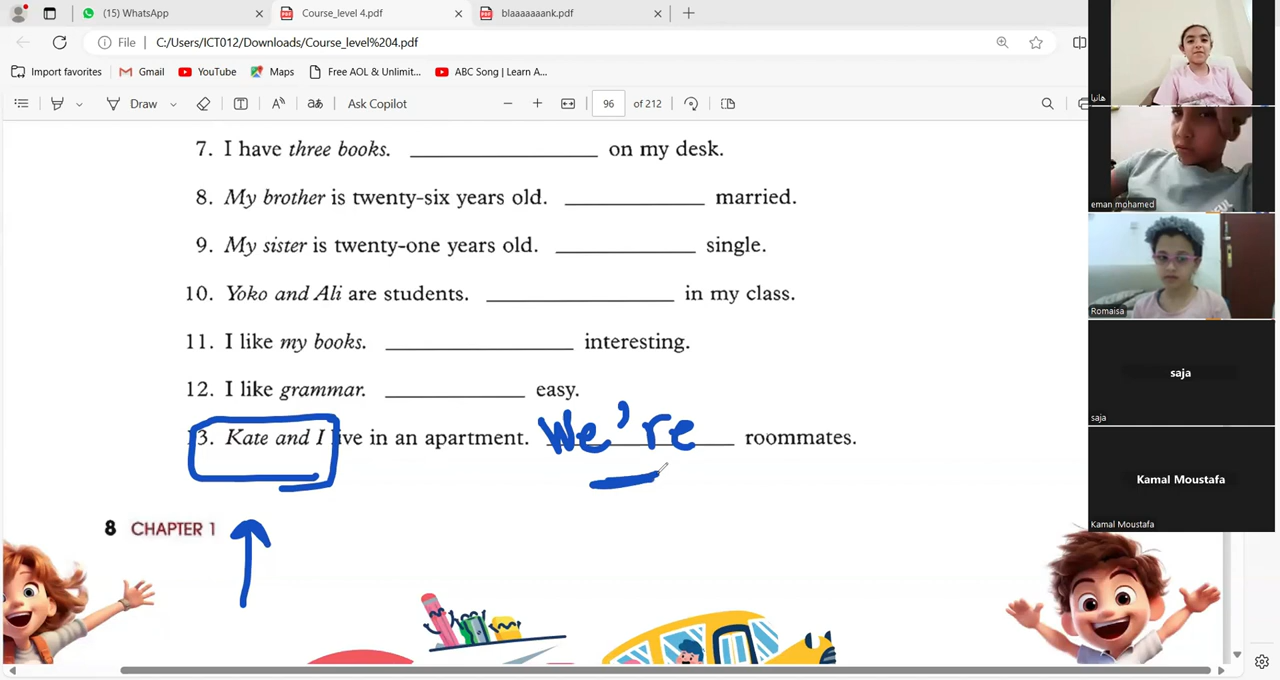 (15) WhatsApp
Course_level 4.pdf
blaaaaaaank.pdf
File
C:/Users/ICT012/Downloads/Course_level%204.pdf
Import favorites
Gmail
YouTube
Maps
Free AOL & Unlimit...
ABC Song | Learn A...
Draw
Ask Copilot
96 of 212
7. I have three books. ____________ on my desk.
8. My brother is twenty-six years old. ____________ married.
9. My sister is twenty-one years old. ____________ single.
10. Yoko and Ali are students. ____________ in my class.
11. I like my books. ____________ interesting.
12. I like grammar. ____________ easy.
13. Kate and I live in an apartment. We're roommates.
8 CHAPTER 1
هانيا
eman mohamed
Romaisa
saja
saja
Kamal Moustafa
Kamal Moustafa